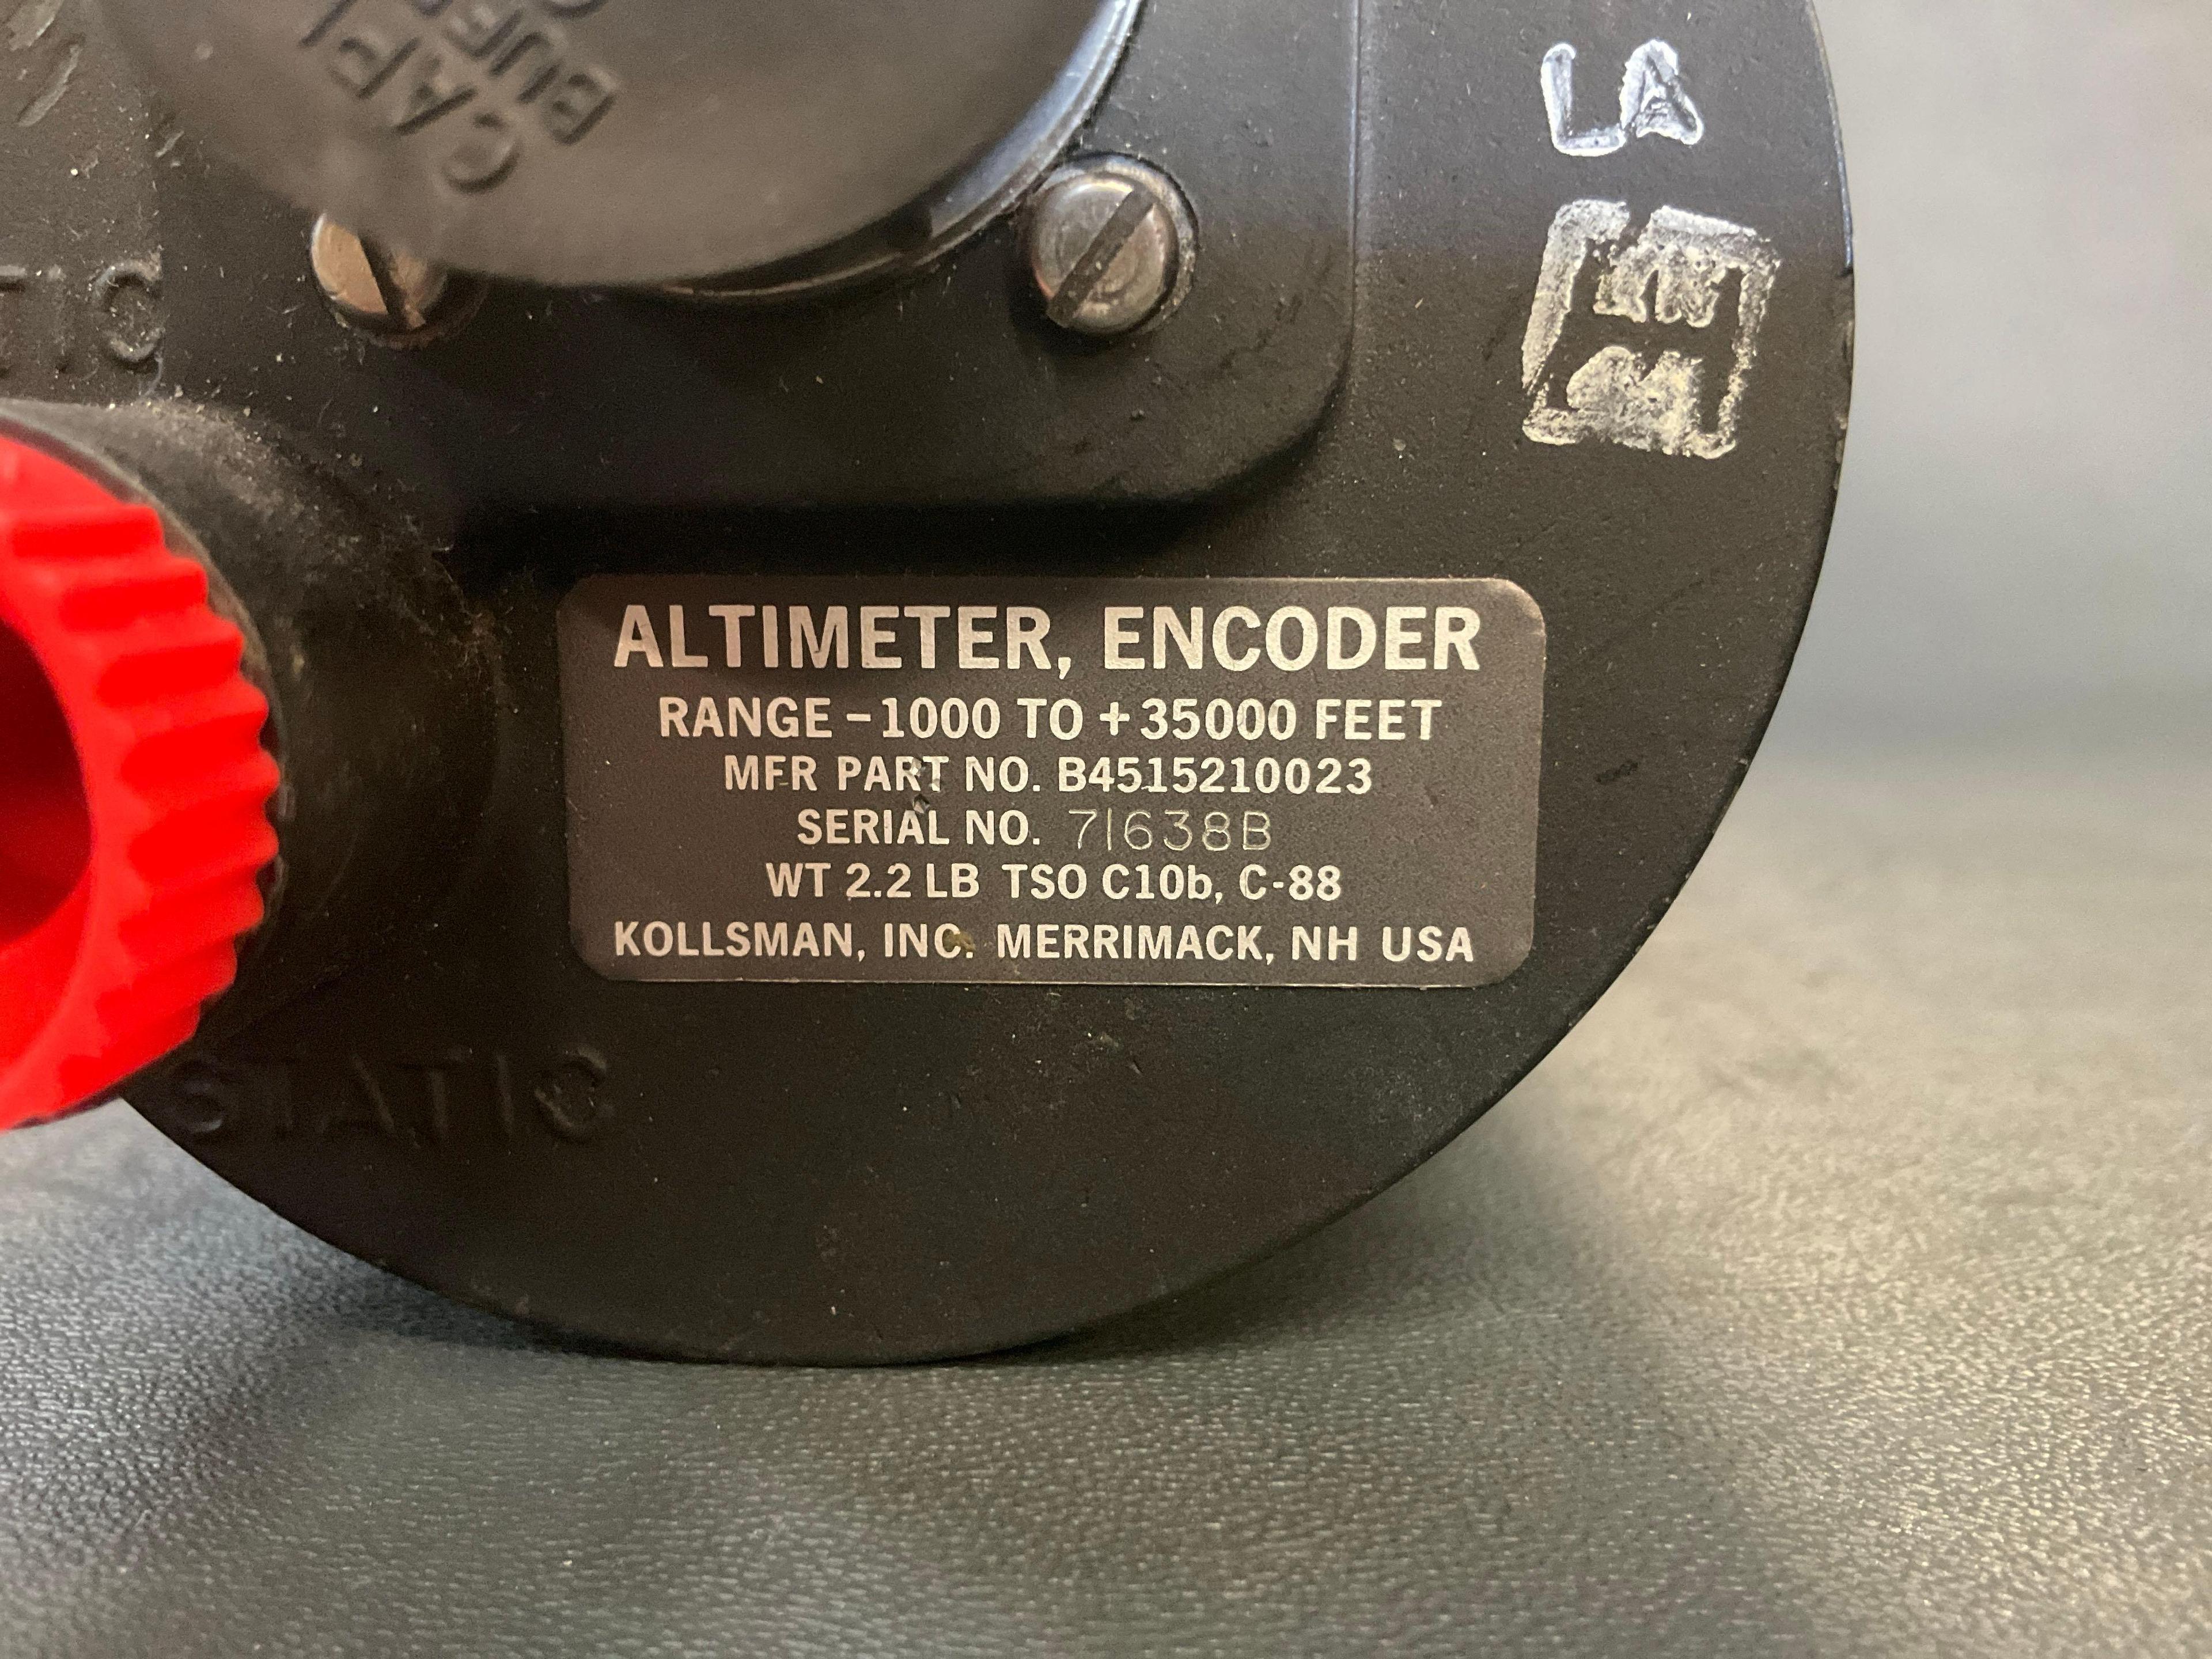 LA
ALTIMETER, ENCODER
RANGE -1000 TO +35000 FEET
MFR PART NO. B4515210023
SERIAL NO. 71638B
WT 2.2 LB TSO C10b, C-88
KOLLSMAN, INC. MERRIMACK, NH USA
STATIC